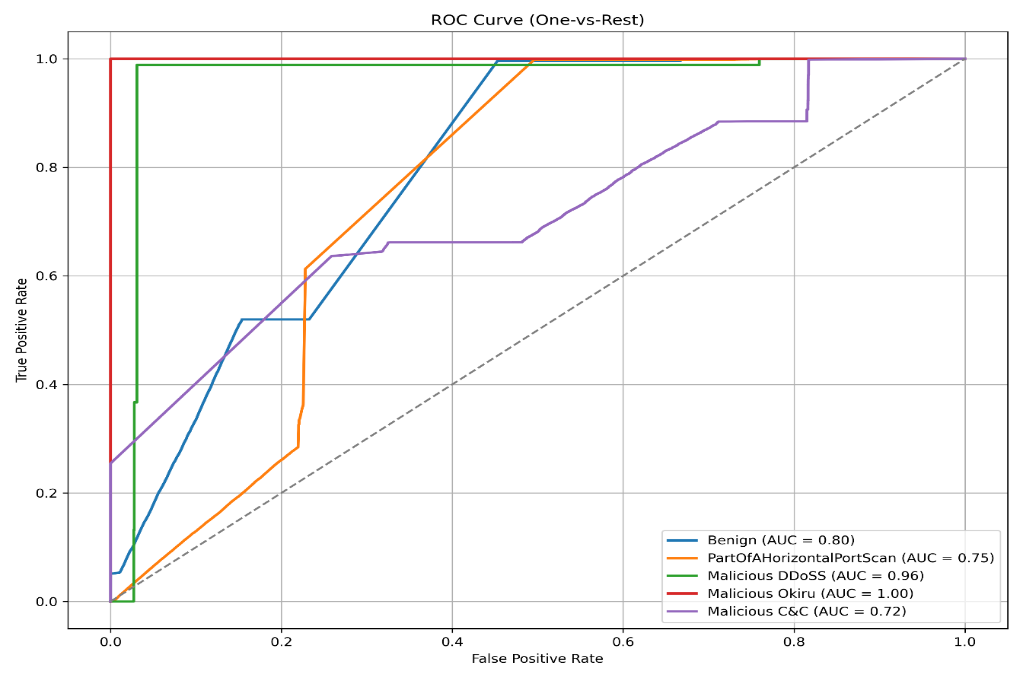 ROC Curve (One-vs-Rest)
True Positive Rate
1.0
0.8
0.6
0.4
0.2
0.0
Benign (AUC = 0.80)
PartOfAHorizontalPortScan (AUC = 0.75)
Malicious DDoSS (AUC = 0.96)
Malicious Okiru (AUC = 1.00)
Malicious C&C (AUC = 0.72)
0.0 0.2 0.4 0.6 0.8 1.0
False Positive Rate